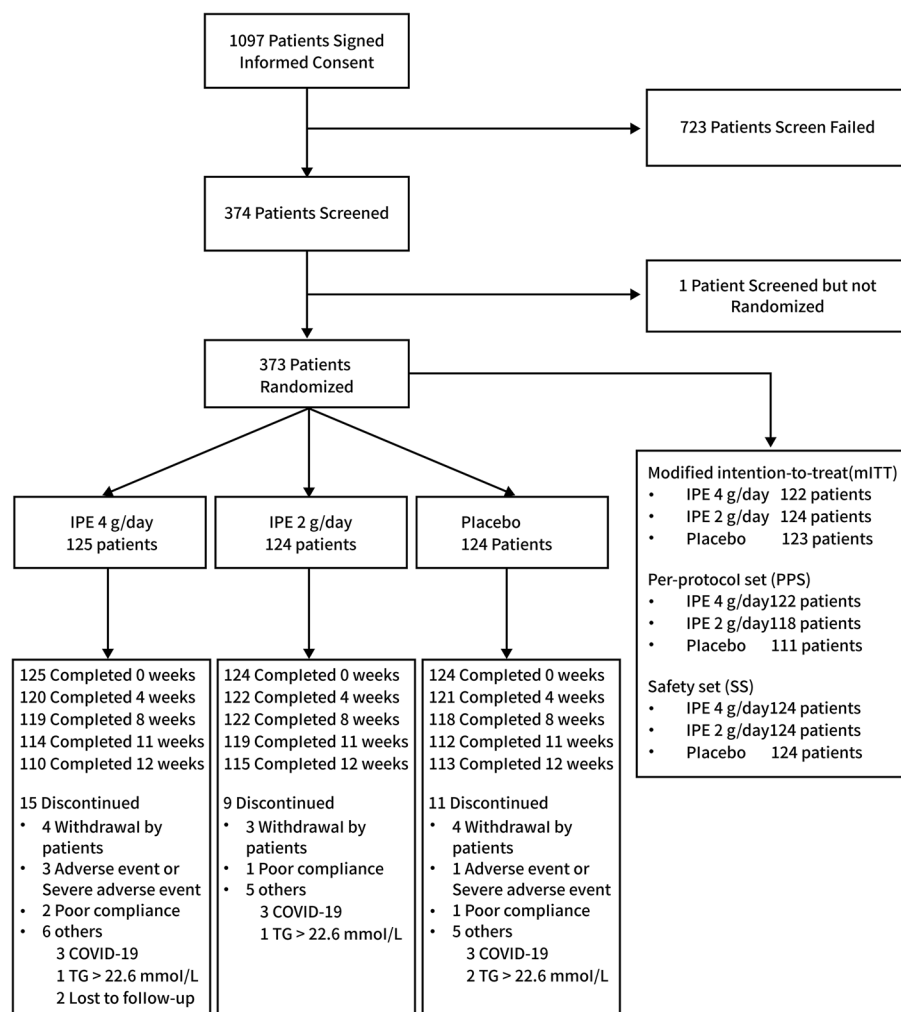 1097 Patients Signed
Informed Consent
723 Patients Screen Failed
374 Patients Screened
1 Patient Screened but not
Randomized
373 Patients
Randomized
IPE 4 g/day
125 patients
IPE 2 g/day
124 patients
Placebo
124 Patients
Modified intention-to-treat(mITT)
• IPE 4 g/day 122 patients
• IPE 2 g/day 124 patients
• Placebo 123 patients
Per-protocol set (PPS)
• IPE 4 g/day122 patients
• IPE 2 g/day118 patients
• Placebo 111 patients
Safety set (SS)
• IPE 4 g/day124 patients
• IPE 2 g/day124 patients
• Placebo 124 patients
125 Completed 0 weeks
120 Completed 4 weeks
119 Completed 8 weeks
114 Completed 11 weeks
110 Completed 12 weeks
15 Discontinued
• 4 Withdrawal by
patients
• 3 Adverse event or
Severe adverse event
• 2 Poor compliance
• 6 others
3 COVID-19
1 TG > 22.6 mmol/L
2 Lost to follow-up
124 Completed 0 weeks
122 Completed 4 weeks
122 Completed 8 weeks
119 Completed 11 weeks
115 Completed 12 weeks
9 Discontinued
• 3 Withdrawal by
patients
• 1 Poor compliance
• 5 others
3 COVID-19
1 TG > 22.6 mmol/L
124 Completed 0 weeks
121 Completed 4 weeks
118 Completed 8 weeks
112 Completed 11 weeks
113 Completed 12 weeks
11 Discontinued
• 4 Withdrawal by
patients
• 1 Adverse event or
Severe adverse event
• 1 Poor compliance
• 5 others
3 COVID-19
2 TG > 22.6 mmol/L